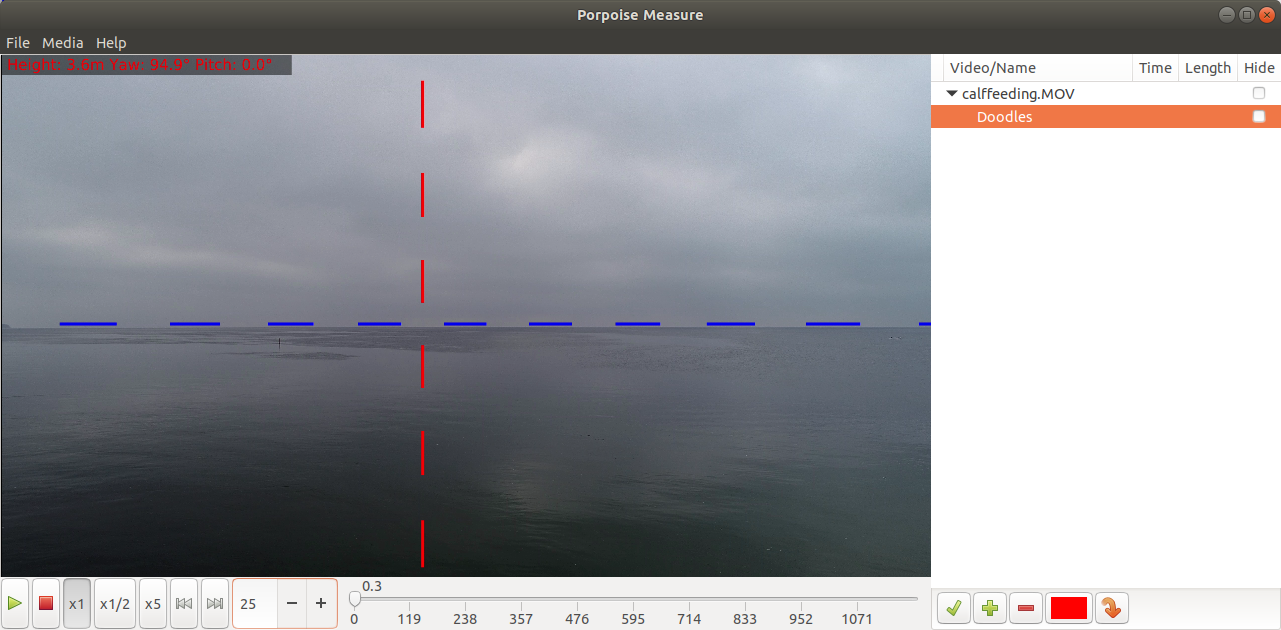 Porpoise Measure
File Media Help
Height: 3.6m Yaw: 94.9° Pitch: 0.0°
Video/Name Time Length Hide
calffeeding.MOV
Doodles
x1 x1/2 x5 25
0.3
0 119 238 357 476 595 714 833 952 1071